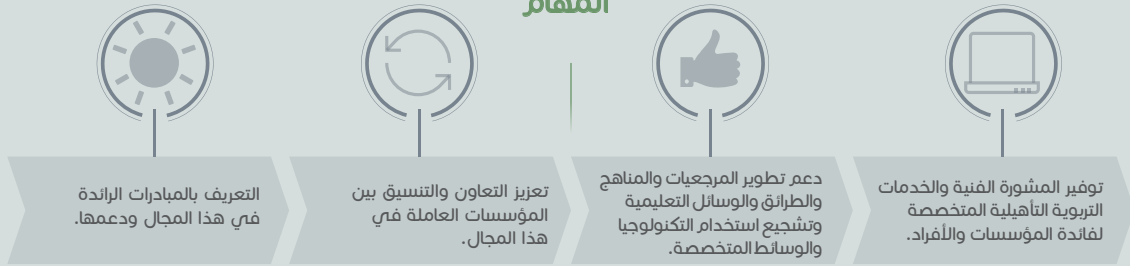 المهام
توفير المشورة الفنية والخدمات
التربوية التأهيلية المتخصصة
لفائدة المؤسسات والأفراد.
دعم تطوير المرجعيات والمناهج
والطرائق والوسائل التعليمية
وتشجيع استخدام التكنولوجيا
والوسائط المتخصصة.
تعزيز التعاون والتنسيق بين
المؤسسات العاملة في
هذا المجال.
التعريف بالمبادرات الرائدة
في هذا المجال ودعمها.